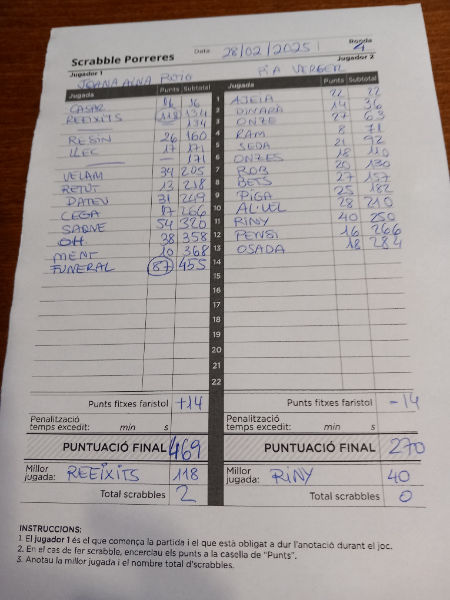 Scrabble Porreres Data 28/02/2025 Ronda 4
Jugador 1 Jugador 2
JOANA AINA ROIG PIA VERGER
Jugada Punts Subtotal Jugada Punts Subtotal
CASAR 16 16 1 22 22
REEIXITS 118 134 2 DINARÀ 14 36
— 134 3 ONZE 27 63
RESIN 26 160 4 RAM 8 71
LLEC 171 5 SEDA 21 92
— 171 6 ONZES 18 110
VELAM 34 205 7 ROB 20 130
RETUT 13 218 8 BETS 27 157
DATEU 31 249 9 PIGA 25 182
CEGA 17 266 10 AL·UEL 28 210
54 320 11 RINY 40 250
OH 38 358 12 16 266
MENT 10 368 13 OSADA 18 284
FUNERAL 87 455 14
15
16
17
18
19
20
21
22
Punts fitxes faristol +14 Punts fitxes faristol -14
Penalització
temps excedit: min s Penalització
temps excedit: min s
PUNTUACIÓ FINAL 469 PUNTUACIÓ FINAL 270
Millor
jugada: REEIXITS 118 Millor
jugada: RINY 40
Total scrabbles 2 Total scrabbles 0
INSTRUCCIONS:
1. El jugador 1 és el que comença la partida i el que està obligat a dur l'anotació durant el joc.
2. En el cas de fer scrabble, encercleu els punts a la casella de "Punts".
3. Anotau la millor jugada i el nombre total d'scrabbles.